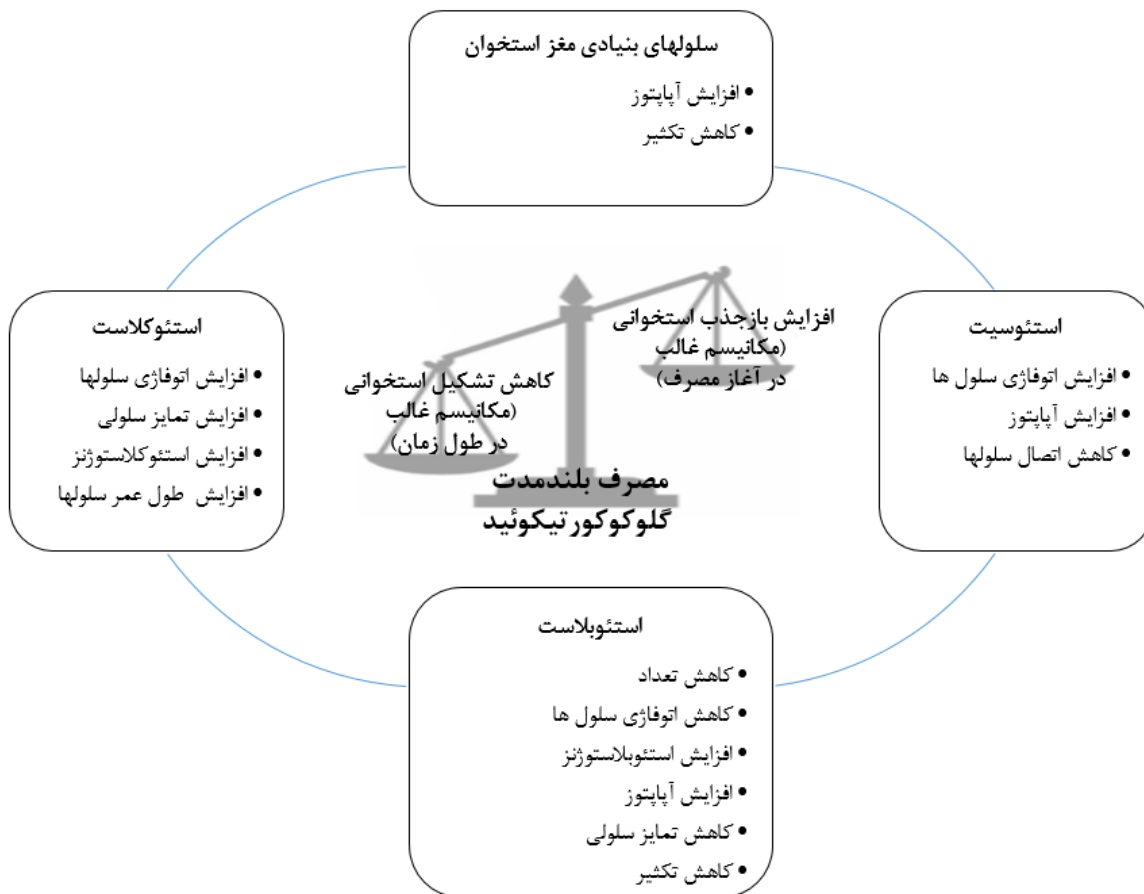 سلولهای بنیادی مغز استخوان
• افزایش آپاپتوز
• کاهش تکثیر
استئوسیت
• افزایش اتوفاژی سلول ها
• افزایش آپاپتوز
• کاهش اتصال سلولها
افزایش بازجذب استخوانی
(مکانیسم غالب
در آغاز مصرف)
کاهش تشکیل استخوانی
(مکانیسم غالب
در طول زمان)
مصرف بلندمدت
گلوکوکورتیکوئید
استئوکلاست
• افزایش اتوفاژی سلولها
• افزایش تمایز سلولی
• افزایش استئوکلاستوژنز
• افزایش طول عمر سلولها
استئوبلاست
• کاهش تعداد
• کاهش اتوفاژی سلول ها
• افزایش استئوبلاستوژنز
• افزایش آپاپتوز
• کاهش تمایز سلولی
• کاهش تکثیر